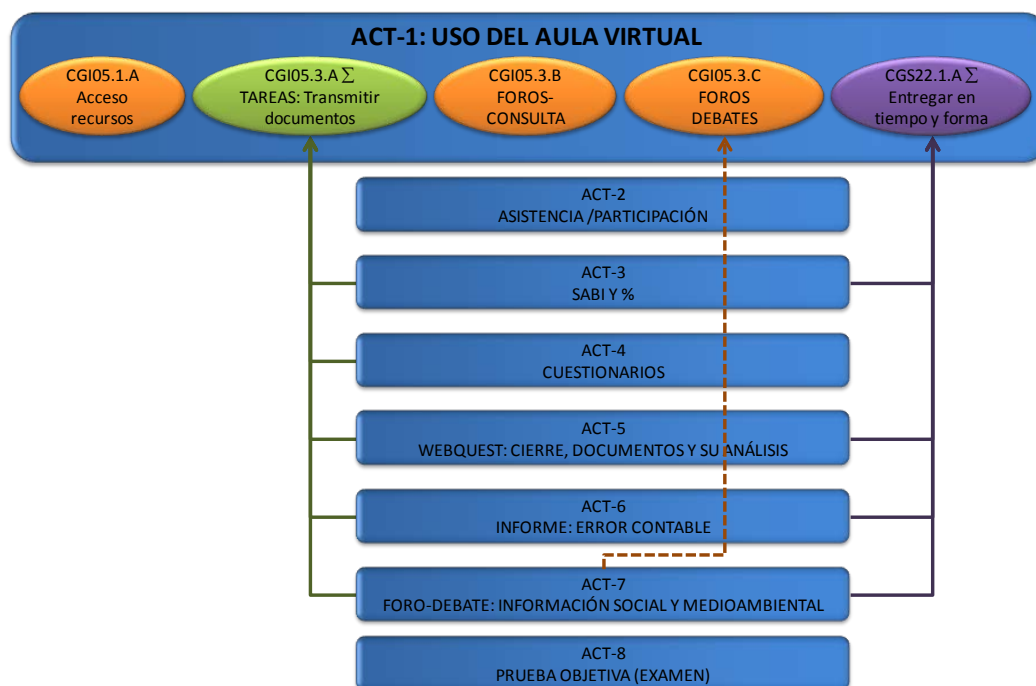 ACT-1: USO DEL AULA VIRTUAL
CGI05.1.A
Acceso
recursos
CGI05.3.A Σ
TAREAS: Transmitir
documentos
CGI05.3.B
FOROS-
CONSULTA
CGI05.3.C
FOROS
DEBATES
CGS22.1.A Σ
Entregar en
tiempo y forma
ACT-2
ASISTENCIA /PARTICIPACIÓN
ACT-3
SABI Y %
ACT-4
CUESTIONARIOS
ACT-5
WEBQUEST: CIERRE, DOCUMENTOS Y SU ANÁLISIS
ACT-6
INFORME: ERROR CONTABLE
ACT-7
FORO-DEBATE: INFORMACIÓN SOCIAL Y MEDIOAMBIENTAL
ACT-8
PRUEBA OBJETIVA (EXAMEN)